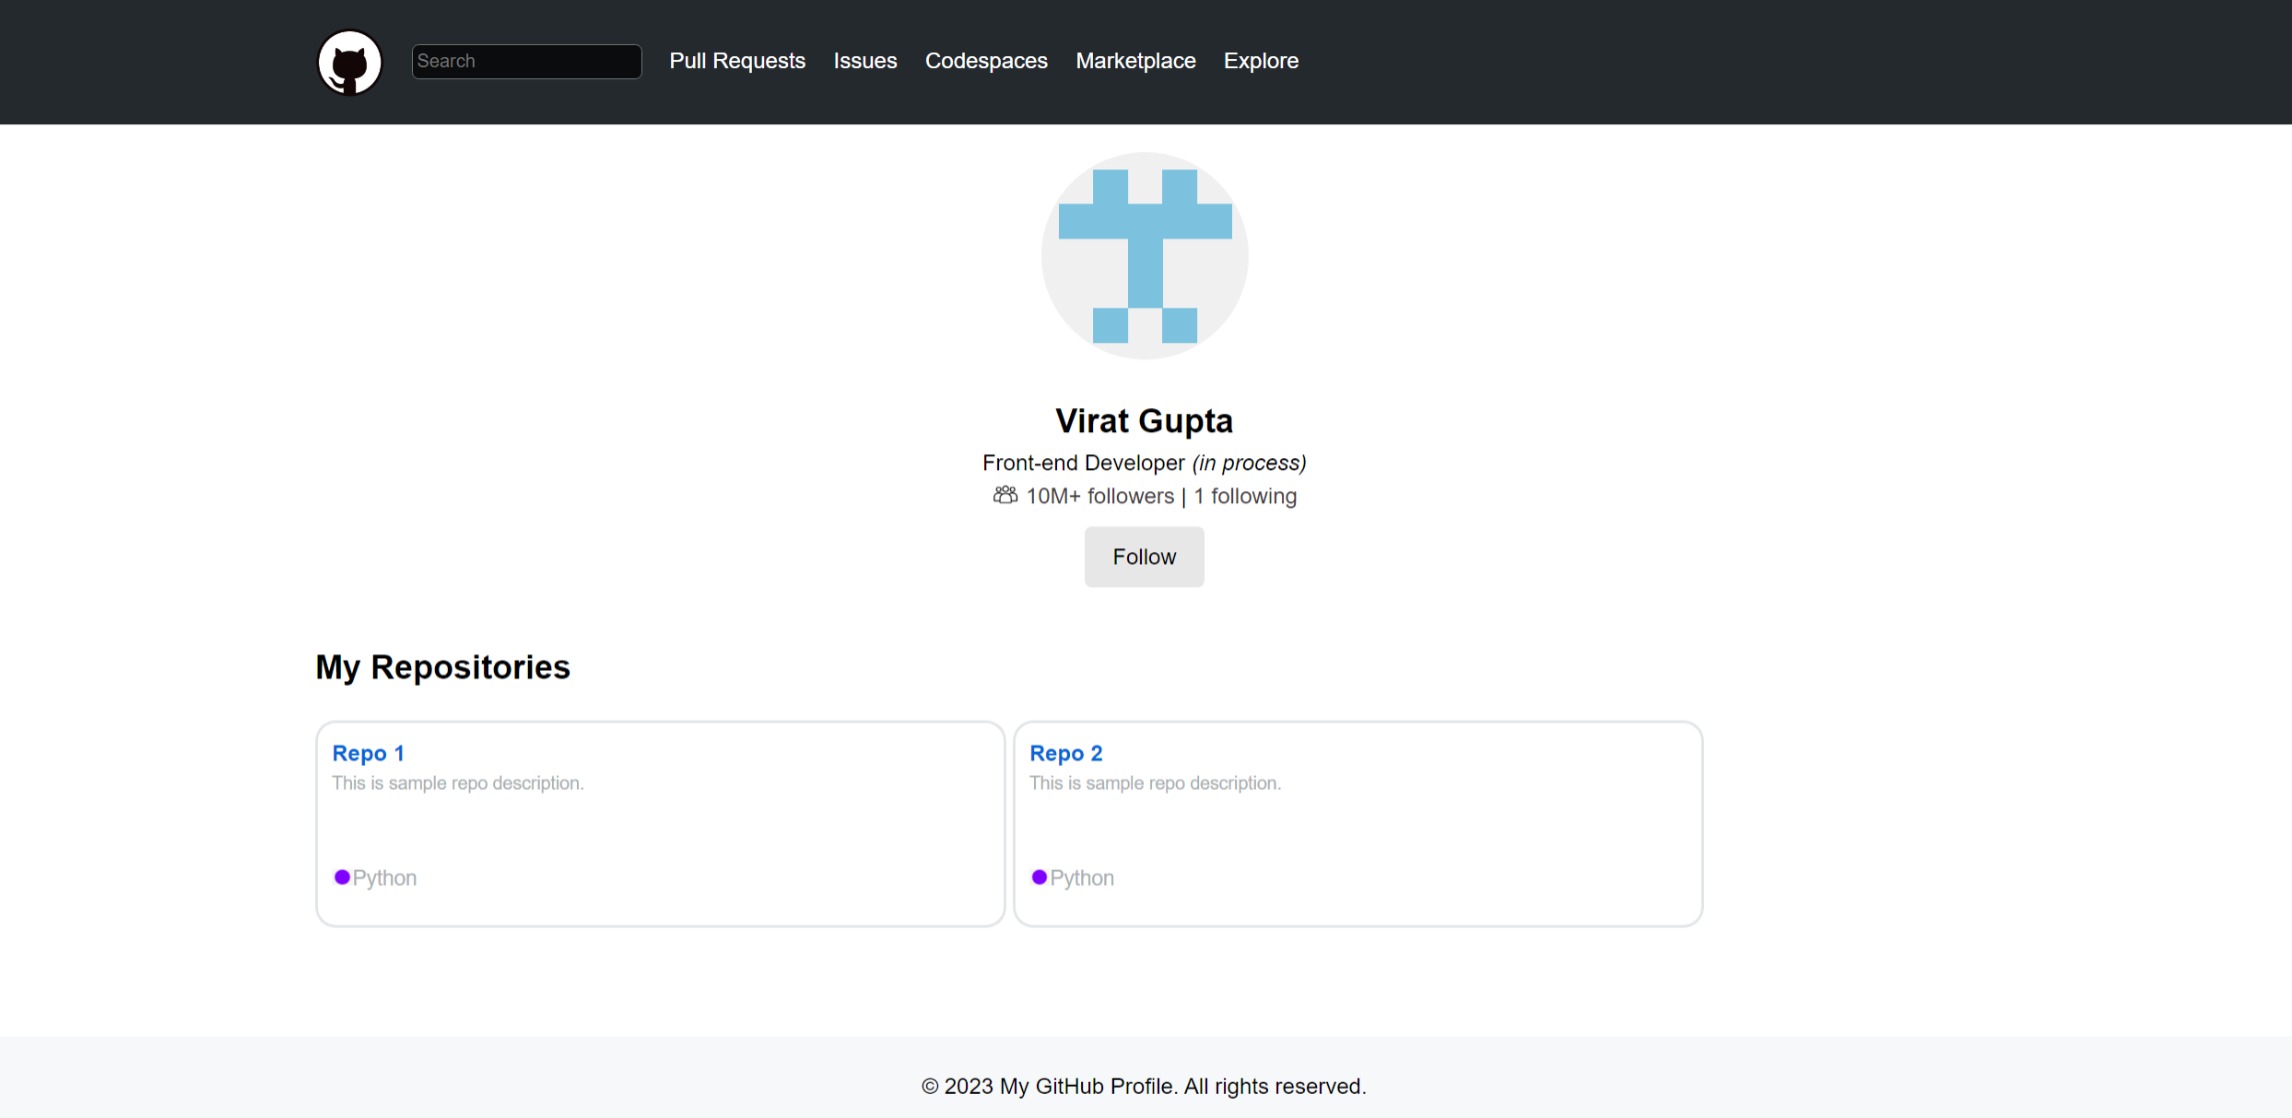 Search Pull Requests Issues Codespaces Marketplace Explore
Virat Gupta
Front-end Developer (in process)
10M+ followers | 1 following
Follow
My Repositories
Repo 1
This is sample repo description.
Python
Repo 2
This is sample repo description.
Python
© 2023 My GitHub Profile. All rights reserved.